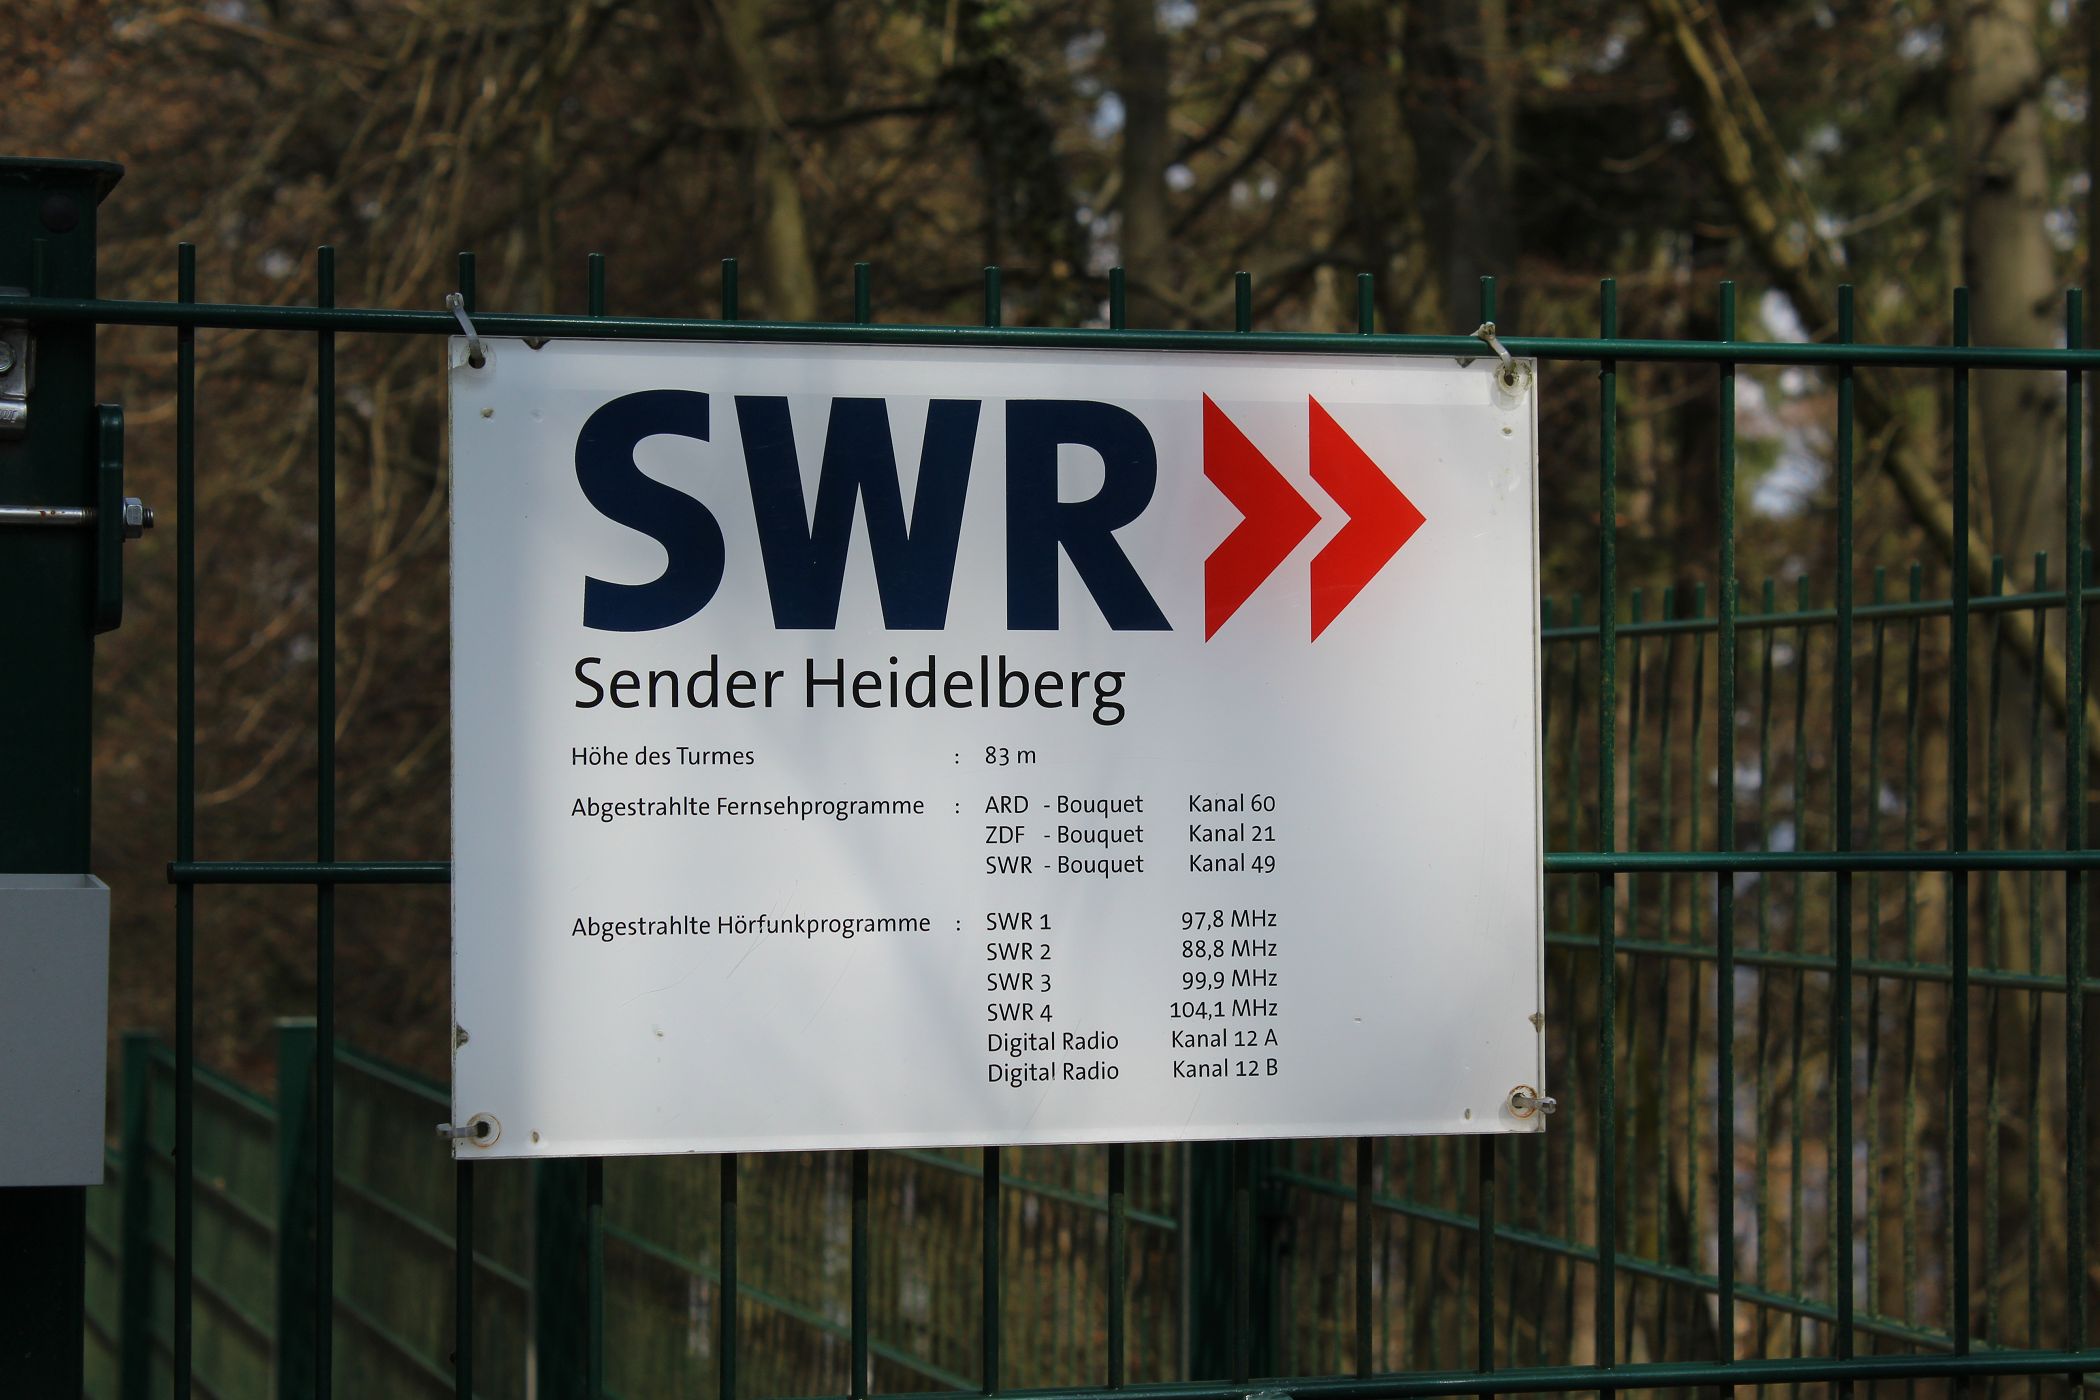 SWR
Sender Heidelberg
Höhe des Turmes : 83 m
Abgestrahlte Fernsehprogramme : ARD - Bouquet Kanal 60
ZDF - Bouquet Kanal 21
SWR - Bouquet Kanal 49
Abgestrahlte Hörfunkprogramme : SWR 1 97,8 MHz
SWR 2 88,8 MHz
SWR 3 99,9 MHz
SWR 4 104,1 MHz
Digital Radio Kanal 12 A
Digital Radio Kanal 12 B